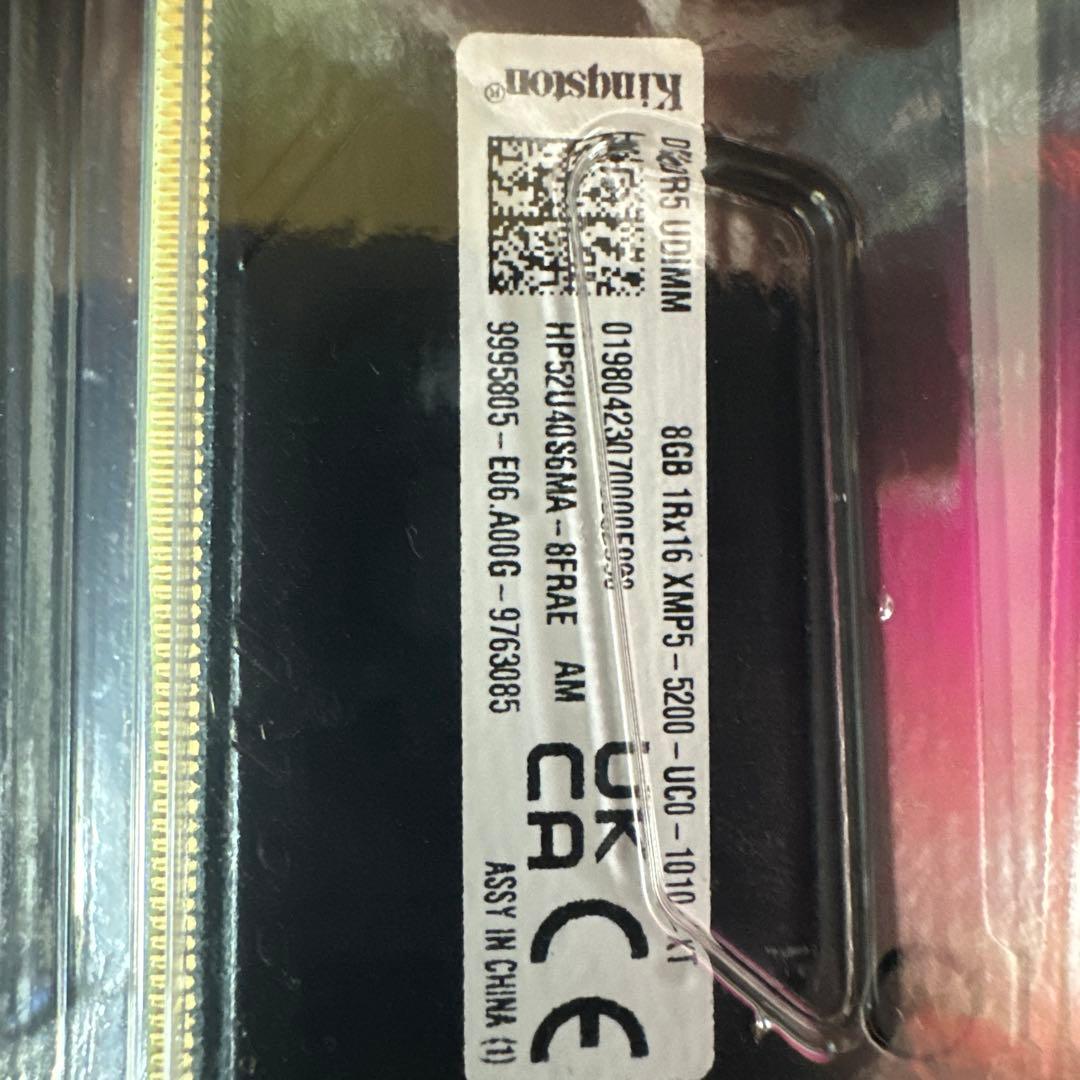 Kingston®
DDR5 UDIMM
8GB 1Rx16 XMP5-5200-UC0-1010
HP52U40S6MA-8FRAE AM
9995805-E06.A00G-9763085
UK
CA
CE
ASSY IN CHINA (1)